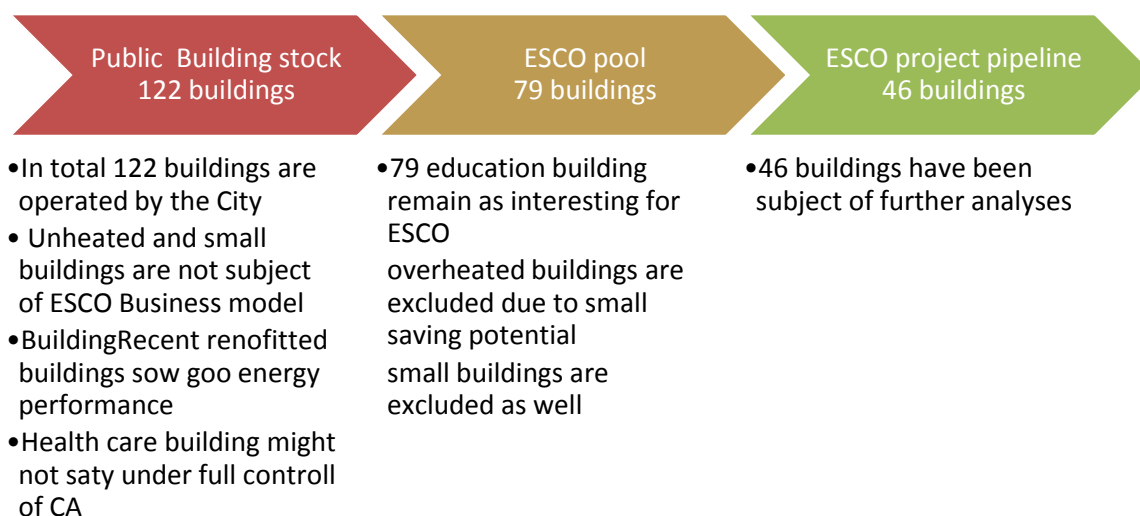 Public  Building stock
122 buildings
ESCO pool
79 buildings
ESCO project pipeline
46 buildings
•In total 122 buildings are
operated by the City
• Unheated and small
buildings are not subject
of ESCO Business model
•BuildingRecent renofitted
buildings sow goo energy
performance
•Health care building might
not saty under full controll
of CA
•79 education building
remain as interesting for
ESCO
overheated buildings are
excluded due to small
saving potential
small buildings are
excluded as well
•46 buildings have been
subject of further analyses